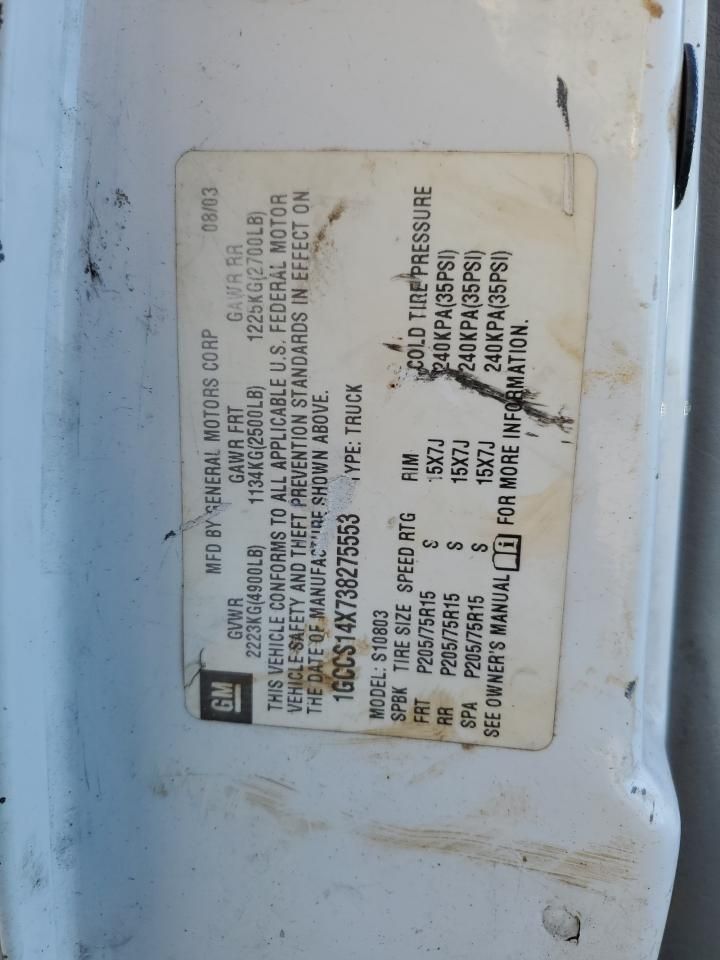 GM
MFD BY GENERAL MOTORS CORP 08/03
GVWR GAWR FRT GAWR RR
2223KG(4900LB) 1134KG(2500LB) 1225KG(2700LB)
THIS VEHICLE CONFORMS TO ALL APPLICABLE U.S. FEDERAL MOTOR
VEHICLE SAFETY AND THEFT PREVENTION STANDARDS IN EFFECT ON
THE DATE OF MANUFACTURE SHOWN ABOVE.
1GCCS14X738275553 TYPE: TRUCK
MODEL: S10803
SPBK TIRE SIZE SPEED RTG RIM COLD TIRE PRESSURE
FRT P205/75R15 S 15X7J 240KPA(35PSI)
RR P205/75R15 S 15X7J 240KPA(35PSI)
SPA P205/75R15 S 15X7J 240KPA(35PSI)
SEE OWNER'S MANUAL FOR MORE INFORMATION.